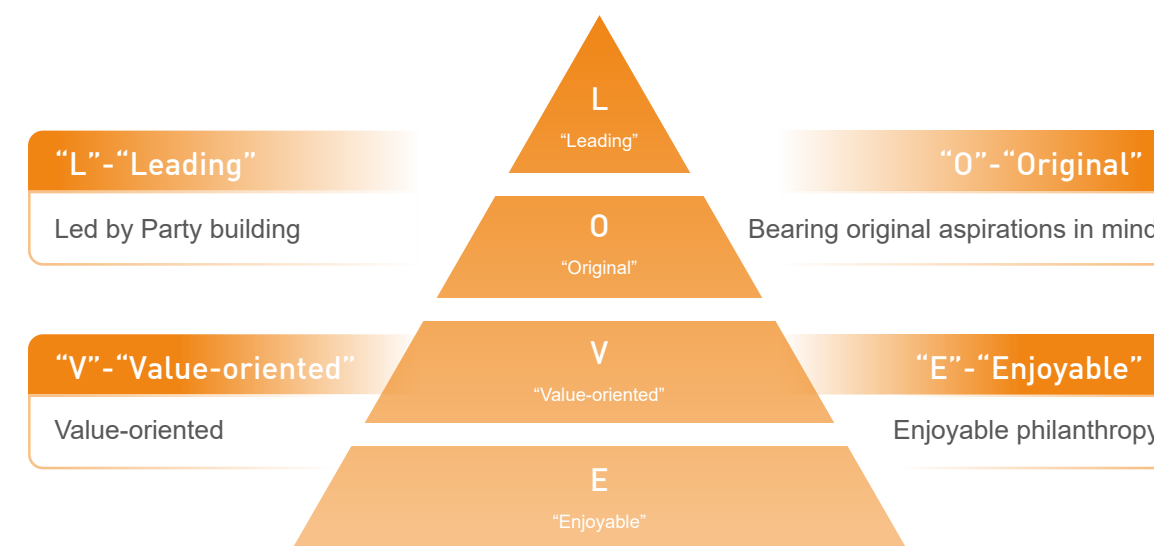 L
“Leading”
“L”-“Leading”
Led by Party building
“O”-“Original”
Bearing original aspirations in mind
O
“Original”
“V”-“Value-oriented”
Value-oriented
V
“Value-oriented”
“E”-“Enjoyable”
Enjoyable philanthropy
E
“Enjoyable”